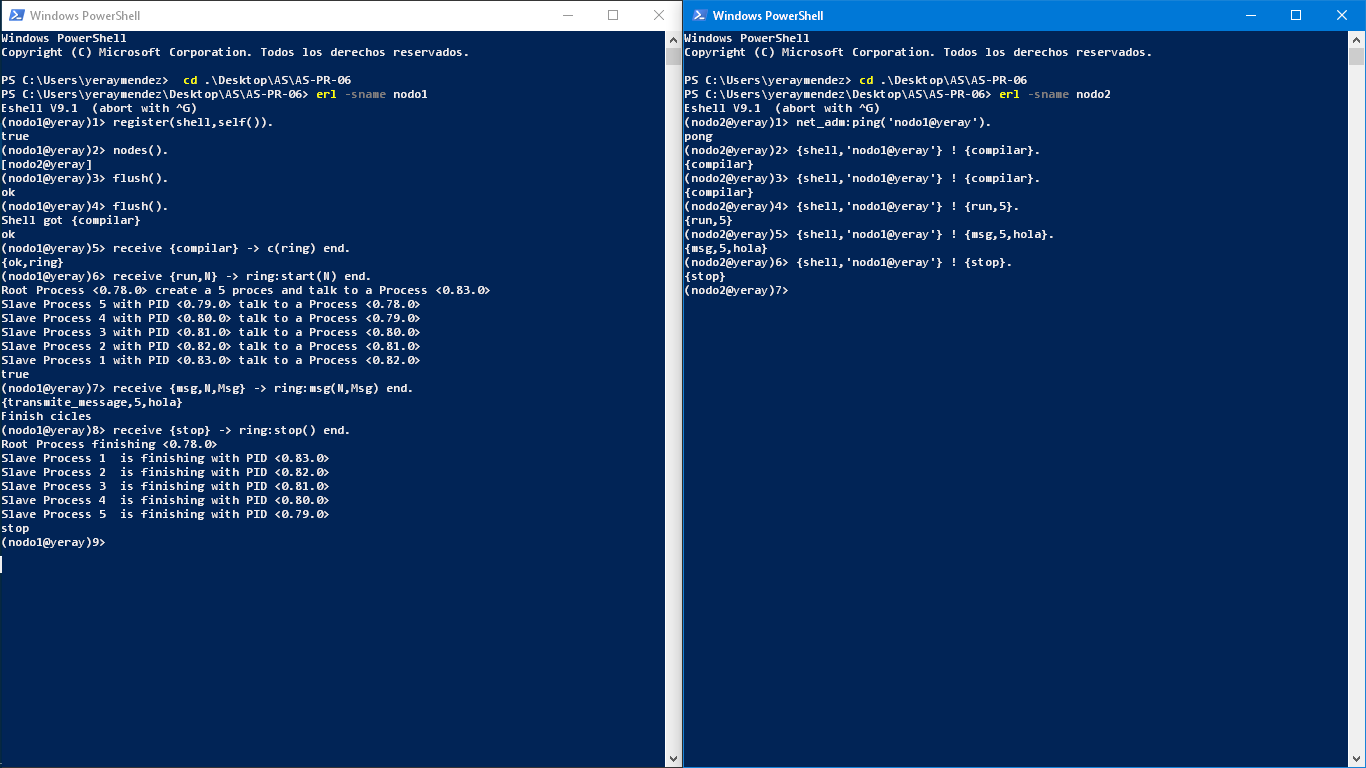 Windows PowerShell
Windows PowerShell
Copyright (C) Microsoft Corporation. Todos los derechos reservados.
PS C:\Users\yeraymendez>  cd .\Desktop\AS\AS-PR-06
PS C:\Users\yeraymendez\Desktop\AS\AS-PR-06> erl -sname nodo1
Eshell V9.1  (abort with ^G)
(nodo1@yeray)1> register(shell,self()).
true
(nodo1@yeray)2> nodes().
[nodo2@yeray]
(nodo1@yeray)3> flush().
ok
(nodo1@yeray)4> flush().
Shell got {compilar}
ok
(nodo1@yeray)5> receive {compilar} -> c(ring) end.
{ok,ring}
(nodo1@yeray)6> receive {run,N} -> ring:start(N) end.
Root Process <0.78.0> create a 5 proces and talk to a Process <0.83.0>
Slave Process 5 with PID <0.79.0> talk to a Process <0.78.0>
Slave Process 4 with PID <0.80.0> talk to a Process <0.79.0>
Slave Process 3 with PID <0.81.0> talk to a Process <0.80.0>
Slave Process 2 with PID <0.82.0> talk to a Process <0.81.0>
Slave Process 1 with PID <0.83.0> talk to a Process <0.82.0>
true
(nodo1@yeray)7> receive {msg,N,Msg} -> ring:msg(N,Msg) end.
{transmite_message,5,hola}
Finish cicles
(nodo1@yeray)8> receive {stop} -> ring:stop() end.
Root Process finishing <0.78.0>
Slave Process 1  is finishing with PID <0.83.0>
Slave Process 2  is finishing with PID <0.82.0>
Slave Process 3  is finishing with PID <0.81.0>
Slave Process 4  is finishing with PID <0.80.0>
Slave Process 5  is finishing with PID <0.79.0>
stop
(nodo1@yeray)9>
Windows PowerShell
Windows PowerShell
Copyright (C) Microsoft Corporation. Todos los derechos reservados.
PS C:\Users\yeraymendez> cd .\Desktop\AS\AS-PR-06
PS C:\Users\yeraymendez\Desktop\AS\AS-PR-06> erl -sname nodo2
Eshell V9.1  (abort with ^G)
(nodo2@yeray)1> net_adm:ping('nodo1@yeray').
pong
(nodo2@yeray)2> {shell,'nodo1@yeray'} ! {compilar}.
{compilar}
(nodo2@yeray)3> {shell,'nodo1@yeray'} ! {compilar}.
{compilar}
(nodo2@yeray)4> {shell,'nodo1@yeray'} ! {run,5}.
{run,5}
(nodo2@yeray)5> {shell,'nodo1@yeray'} ! {msg,5,hola}.
{msg,5,hola}
(nodo2@yeray)6> {shell,'nodo1@yeray'} ! {stop}.
{stop}
(nodo2@yeray)7>